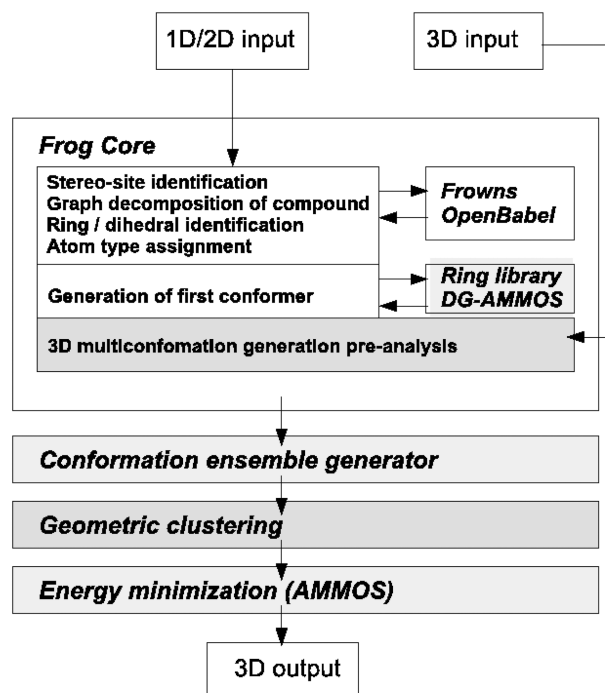 1D/2D input
3D input
Frog Core
Stereo-site identification
Graph decomposition of compound
Ring / dihedral identification
Atom type assignment
Frowns
OpenBabel
Generation of first conformer
Ring library
DG-AMMOS
3D multiconfomation generation pre-analysis
Conformation ensemble generator
Geometric clustering
Energy minimization (AMMOS)
3D output